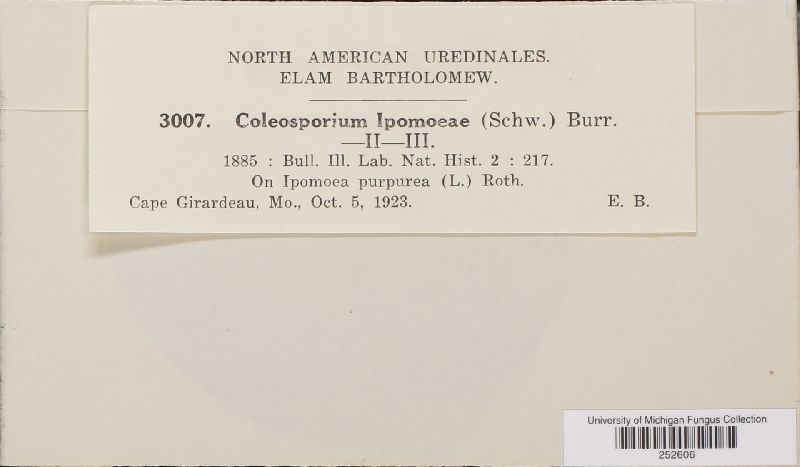 NORTH AMERICAN UREDINALES.
ELAM BARTHOLOMEW.
3007. Coleosporium Ipomoeae (Schw.) Burr.
—II—III.
1885 : Bull. Ill. Lab. Nat. Hist. 2 : 217.
On Ipomoea purpurea (L.) Roth.
Cape Girardeau, Mo., Oct. 5, 1923. E. B.
University of Michigan Fungus Collection
252606